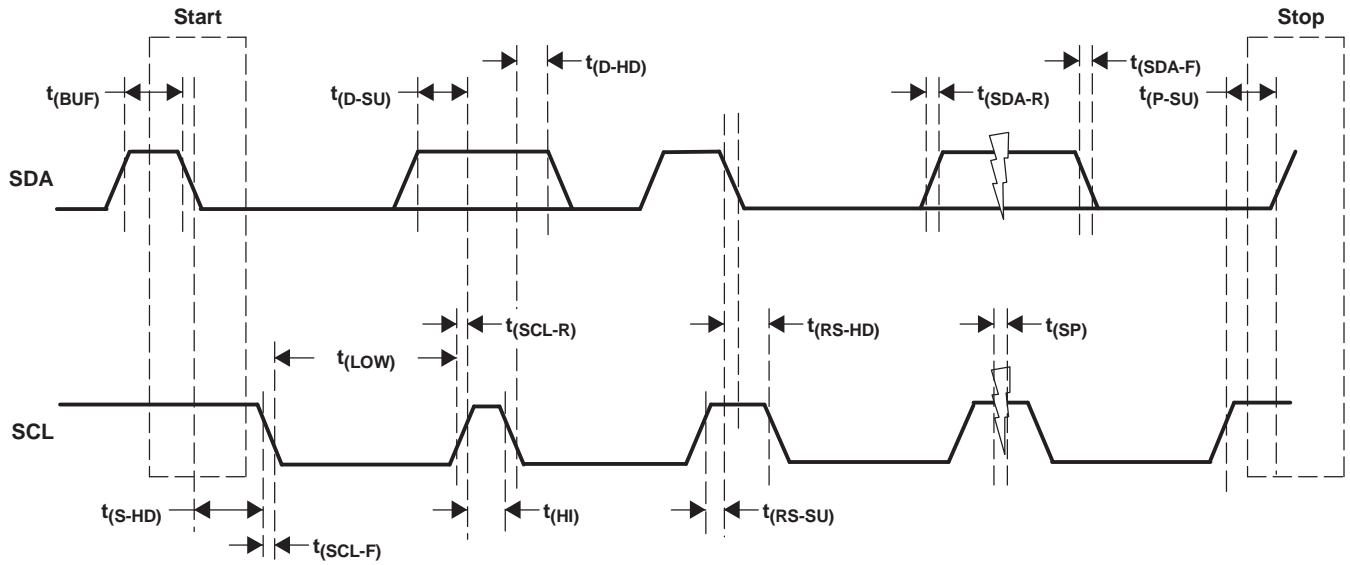 Start
Stop
t(BUF)
t(D-SU)
t(D-HD)
t(SDA-R)
t(SDA-F)
t(P-SU)
SDA
t(LOW)
t(SCL-R)
t(RS-HD)
t(SP)
SCL
t(S-HD)
t(SCL-F)
t(HI)
t(RS-SU)